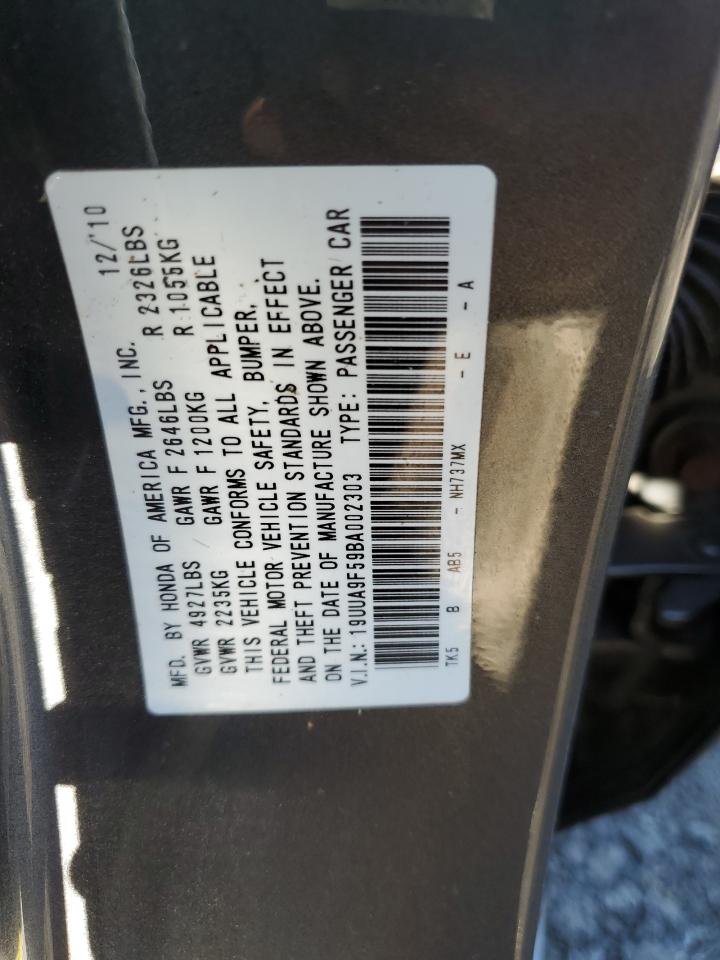 MFD. BY HONDA OF AMERICA MFG., INC. 12/'10
GVWR 4927LBS GAWR F 2646LBS R 2326LBS
GVWR 2235KG GAWR F 1200KG R 1055KG
THIS VEHICLE CONFORMS TO ALL APPLICABLE
FEDERAL MOTOR VEHICLE SAFETY, BUMPER,
AND THEFT PREVENTION STANDARDS IN EFFECT
ON THE DATE OF MANUFACTURE SHOWN ABOVE.
V.I.N.: 19UUA9F59BA002303 TYPE: PASSENGER CAR
TK5 B AB5 - NH737MX - E - A